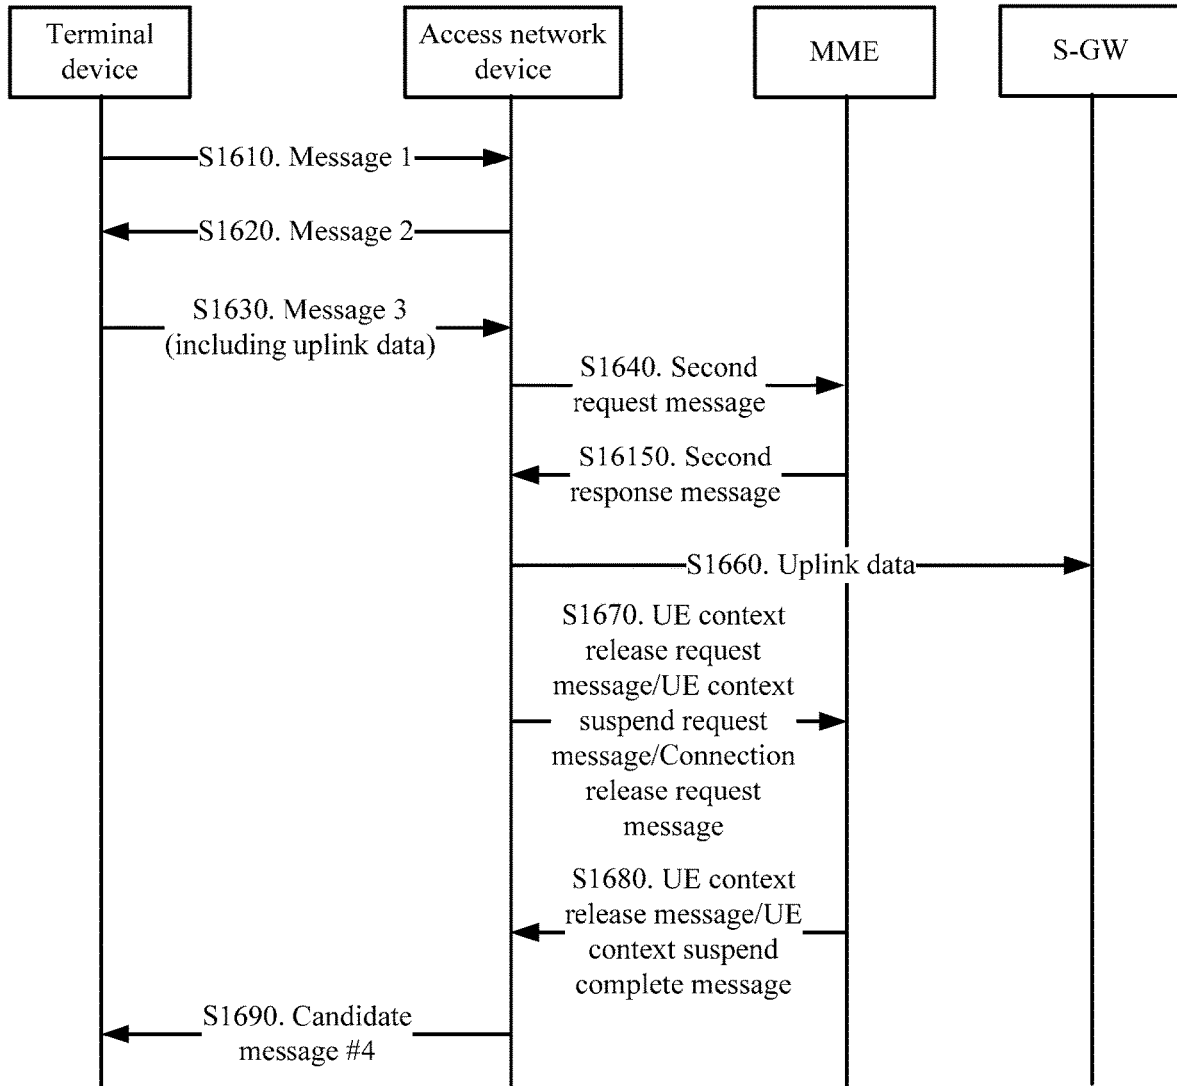 Terminal
device
Access network
device
MME
S-GW
S1610. Message 1
S1620. Message 2
S1630. Message 3
(including uplink data)
S1640. Second
request message
S16150. Second
response message
S1660. Uplink data
S1670. UE context
release request
message/UE context
suspend request
message/Connection
release request
message
S1680. UE context
release message/UE
context suspend
complete message
S1690. Candidate
message #4